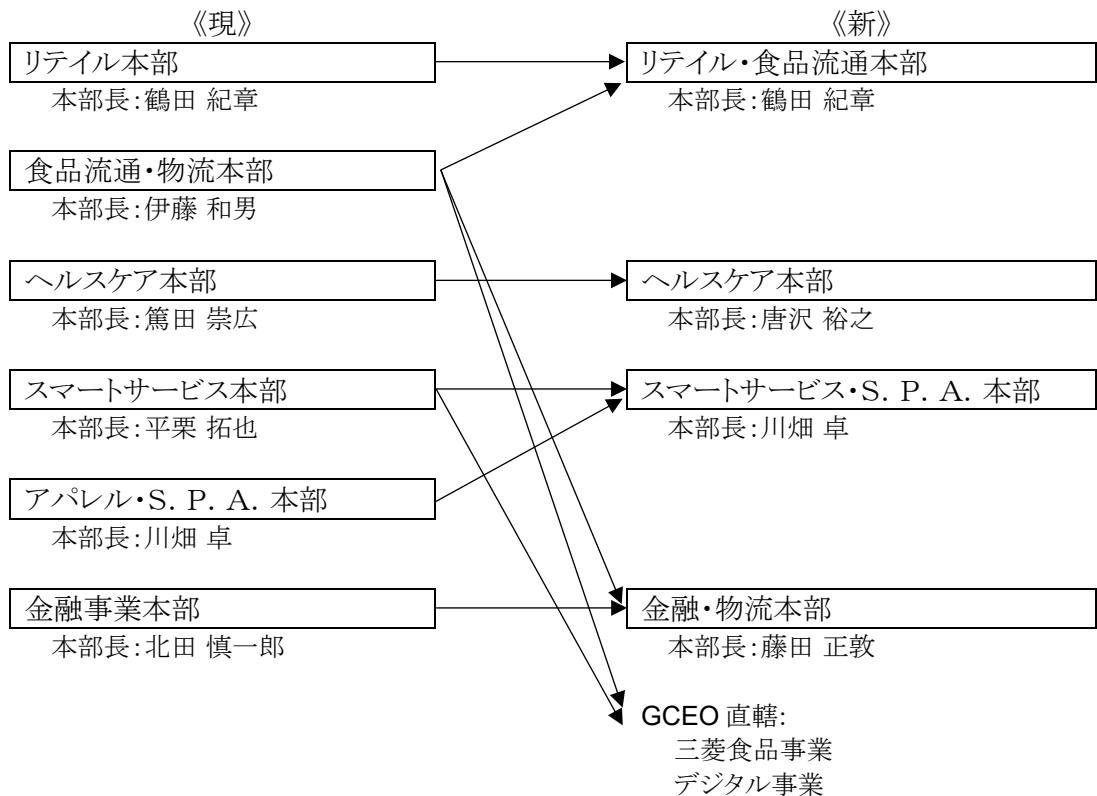 《現》 《新》
リテイル本部 リテイル・食品流通本部
本部長:鶴田 紀章 本部長:鶴田 紀章
食品流通・物流本部
本部長:伊藤 和男
ヘルスケア本部 ヘルスケア本部
本部長:篤田 崇広 本部長:唐沢 裕之
スマートサービス本部 スマートサービス・S. P. A. 本部
本部長:平栗 拓也 本部長:川畑 卓
アパレル・S. P. A. 本部
本部長:川畑 卓
金融事業本部 金融・物流本部
本部長:北田 慎一郎 本部長:藤田 正敦
GCEO 直轄:
三菱食品事業
デジタル事業